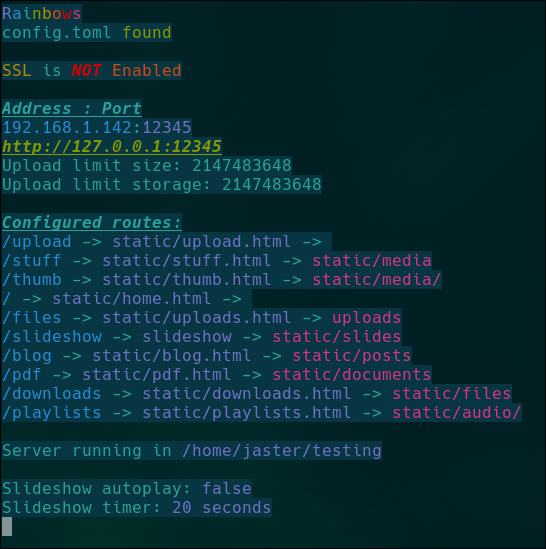 Rainbows
config.toml found
SSL is NOT Enabled
Address : Port
192.168.1.142:12345
http://127.0.0.1:12345
Upload limit size: 2147483648
Upload limit storage: 2147483648
Configured routes:
/upload -> static/upload.html ->
/stuff -> static/stuff.html -> static/media
/thumb -> static/thumb.html -> static/media/
/ -> static/home.html ->
/files -> static/uploads.html -> uploads
/slideshow -> slideshow -> static/slides
/blog -> static/blog.html -> static/posts
/pdf -> static/pdf.html -> static/documents
/downloads -> static/downloads.html -> static/files
/playlists -> static/playlists.html -> static/audio/
Server running in /home/jaster/testing
Slideshow autoplay: false
Slideshow timer: 20 seconds